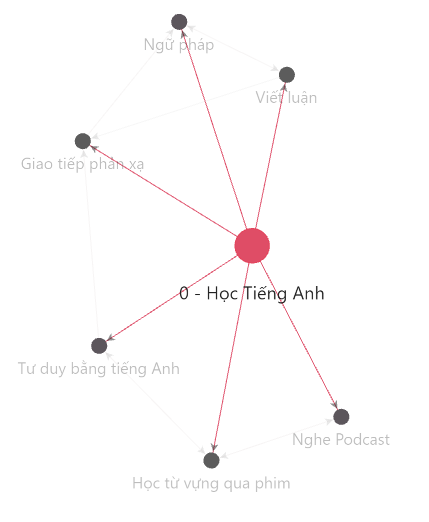 Ngữ pháp
Viết luận
Giao tiếp phản xạ
0 - Học Tiếng Anh
Tư duy bằng tiếng Anh
Nghe Podcast
Học từ vựng qua phim